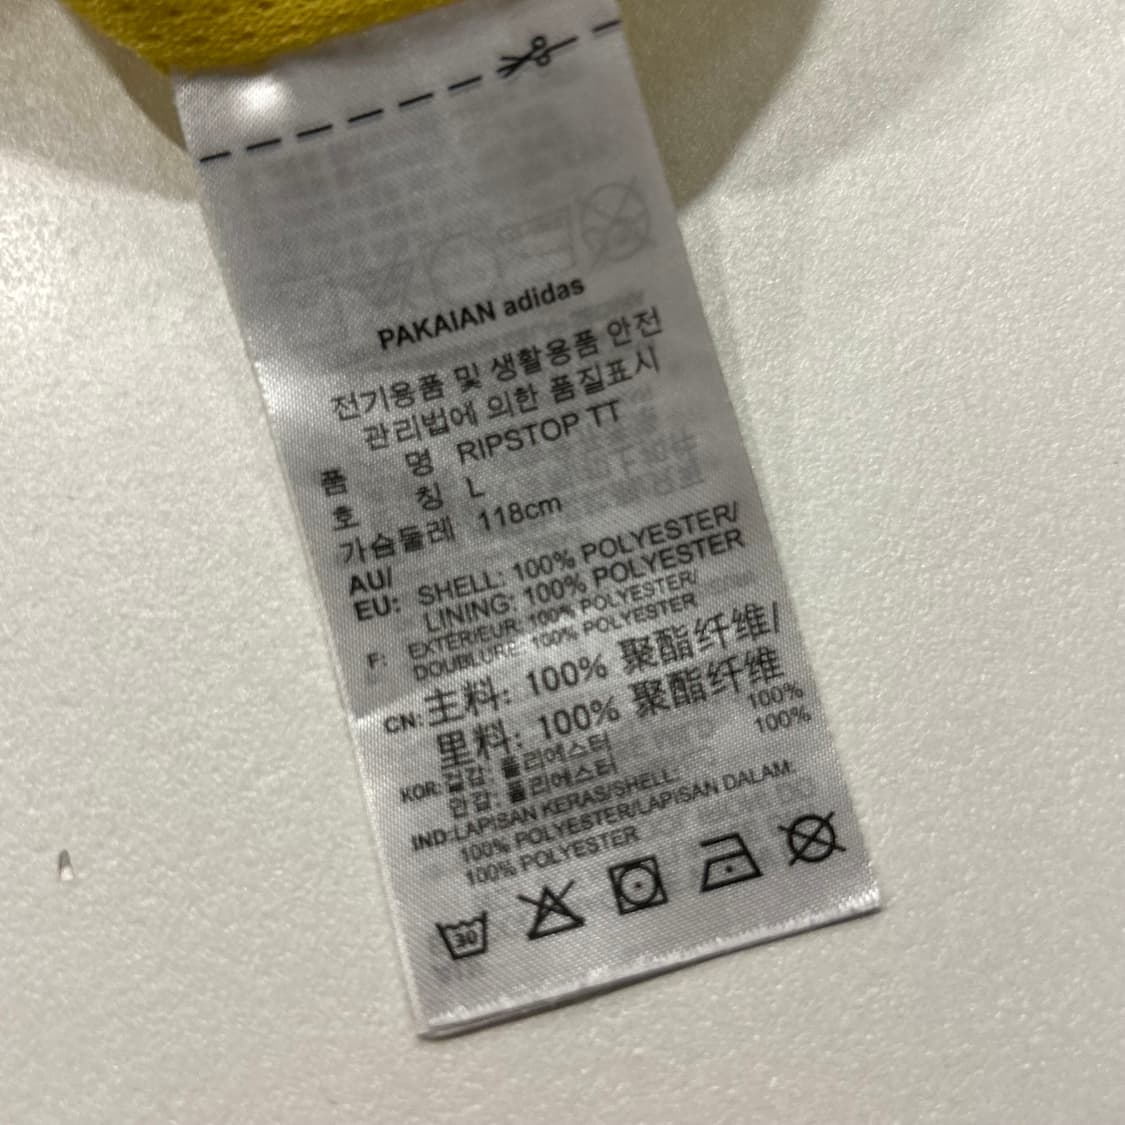 PAKAIAN adidas
전기용품 및 생활용품 안전
관리법에 의한 품질표시
품 명 RIPSTOP TT
호 칭 L
가슴둘레 118cm
AU/
EU: SHELL: 100% POLYESTER/
LINING: 100% POLYESTER
F: EXTÉRIEUR: 100% POLYESTER/
DOUBLURE: 100% POLYESTER
CN: 主料: 100% 聚酯纤维/
里料: 100% 聚酯纤维
KOR: 겉감: 폴리에스터 100%
안감: 폴리에스터 100%
IND: LAPISAN KERAS/SHELL:
100% POLYESTER/LAPISAN DALAM:
100% POLYESTER
30